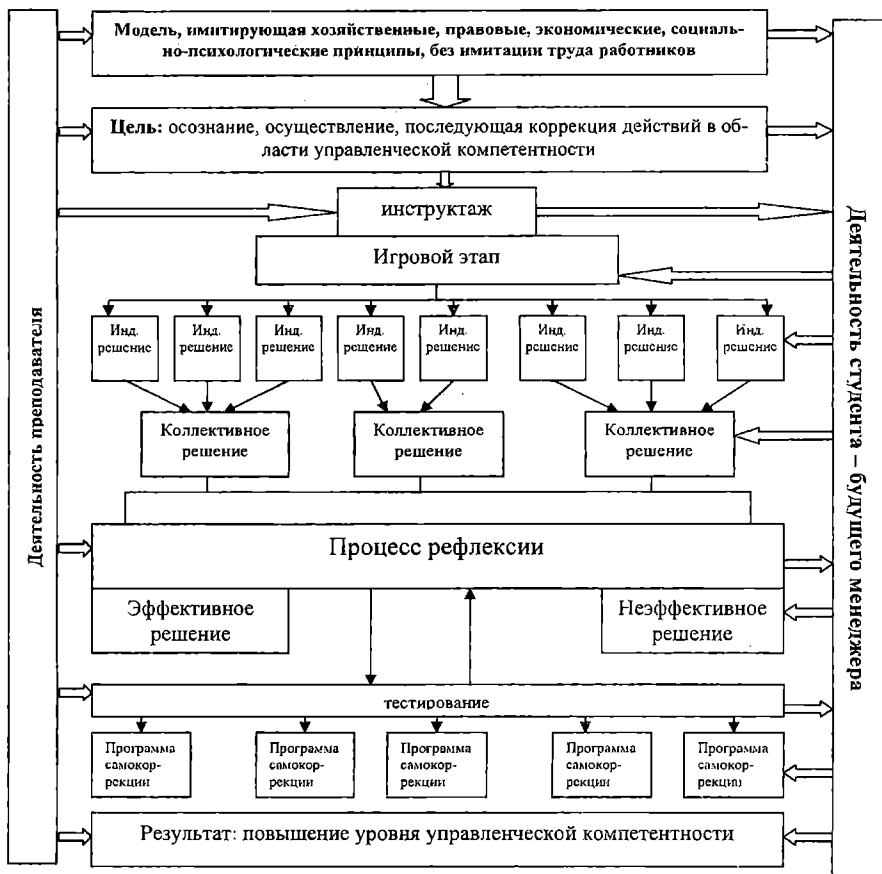 Модель, имитирующая хозяйственные, правовые, экономические, социаль-
но-психологические принципы, без имитации труда работников
Цель: осознание, осуществление, последующая коррекция действий в об-
ласти управленческой компетентности
инструктаж
Игровой этап
Инд.
решение
Инд.
решение
Инд.
решение
Инд.
решение
Инд.
решение
Инд.
решение
Инд.
решение
Инд.
решение
Коллективное
решение
Коллективное
решение
Коллективное
решение
Процесс рефлексии
Эффективное
решение
Неэффективное
решение
тестирование
Программа
самокор-
рекции
Программа
самокор-
рекции
Программа
самокор-
рекции
Программа
самокор-
рекции
Программа
самокор-
рекции
Результат: повышение уровня управленческой компетентности
Деятельность преподавателя
Деятельность студента – будущего менеджера